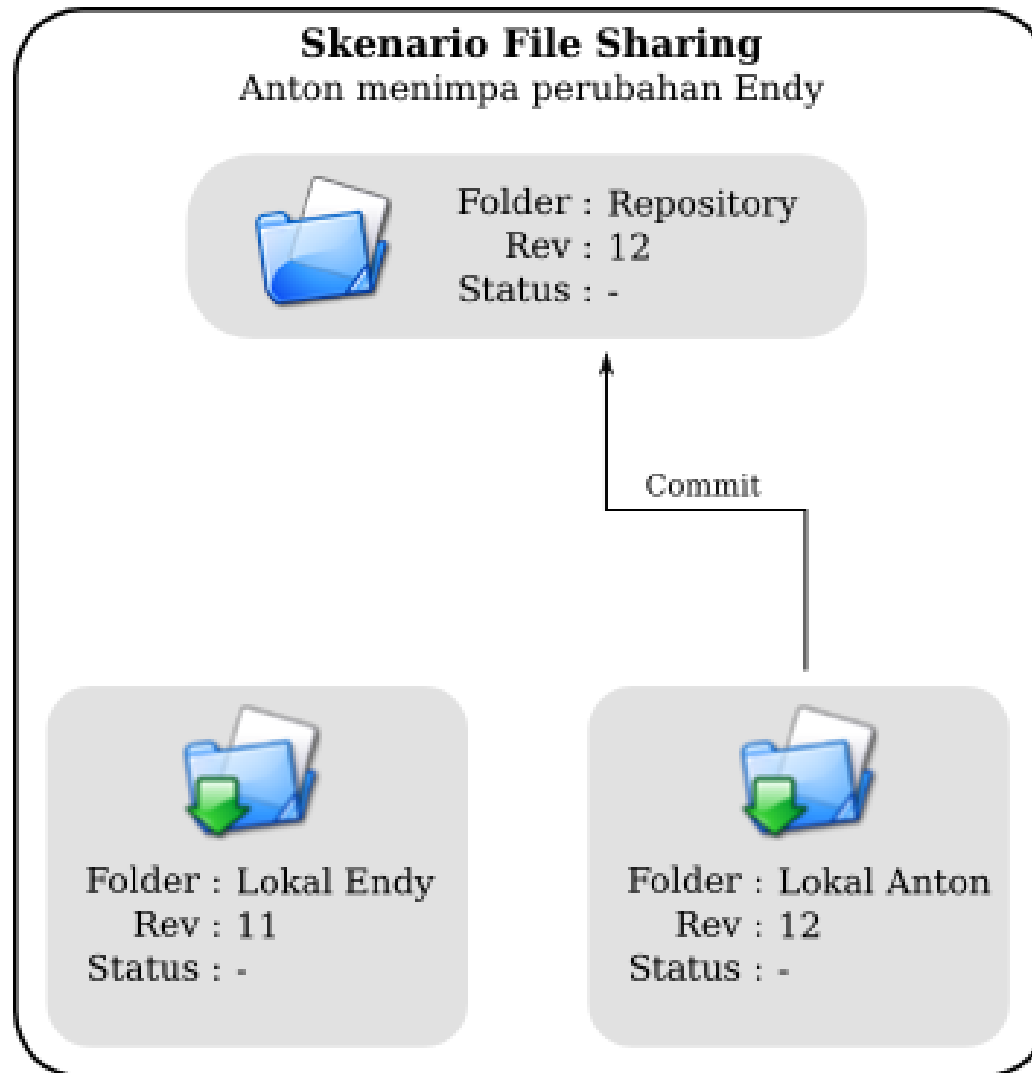 Skenario File Sharing
Anton menimpa perubahan Endy
Folder : Repository
Rev : 12
Status : -
Commit
Folder : Lokal Endy
Rev : 11
Status : -
Folder : Lokal Anton
Rev : 12
Status : -